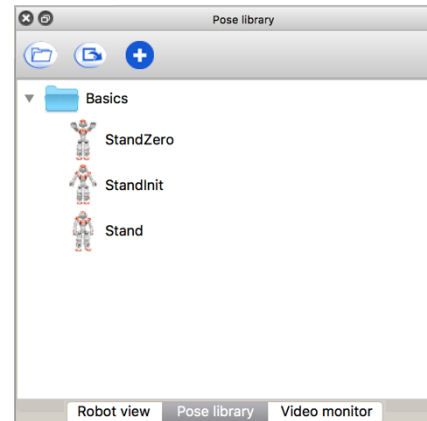 Pose library
Basics
StandZero
StandInit
Stand
Robot view
Pose library
Video monitor